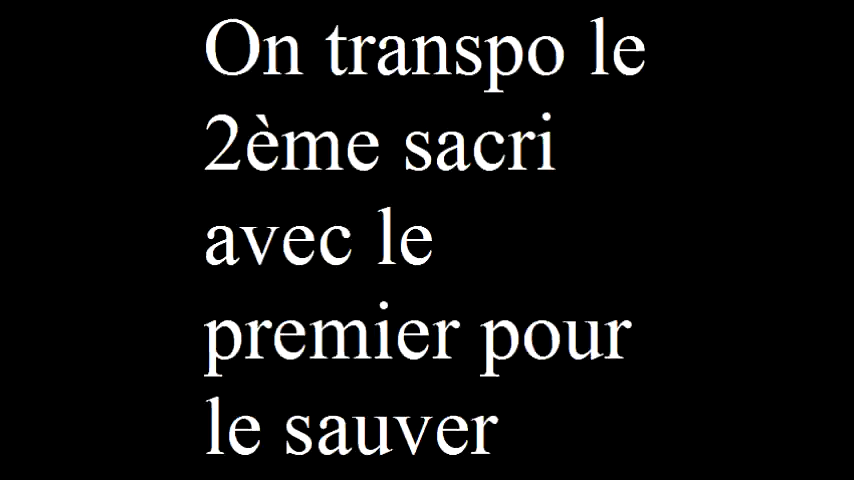 On transpo le
2ème sacri
avec le
premier pour
le sauver